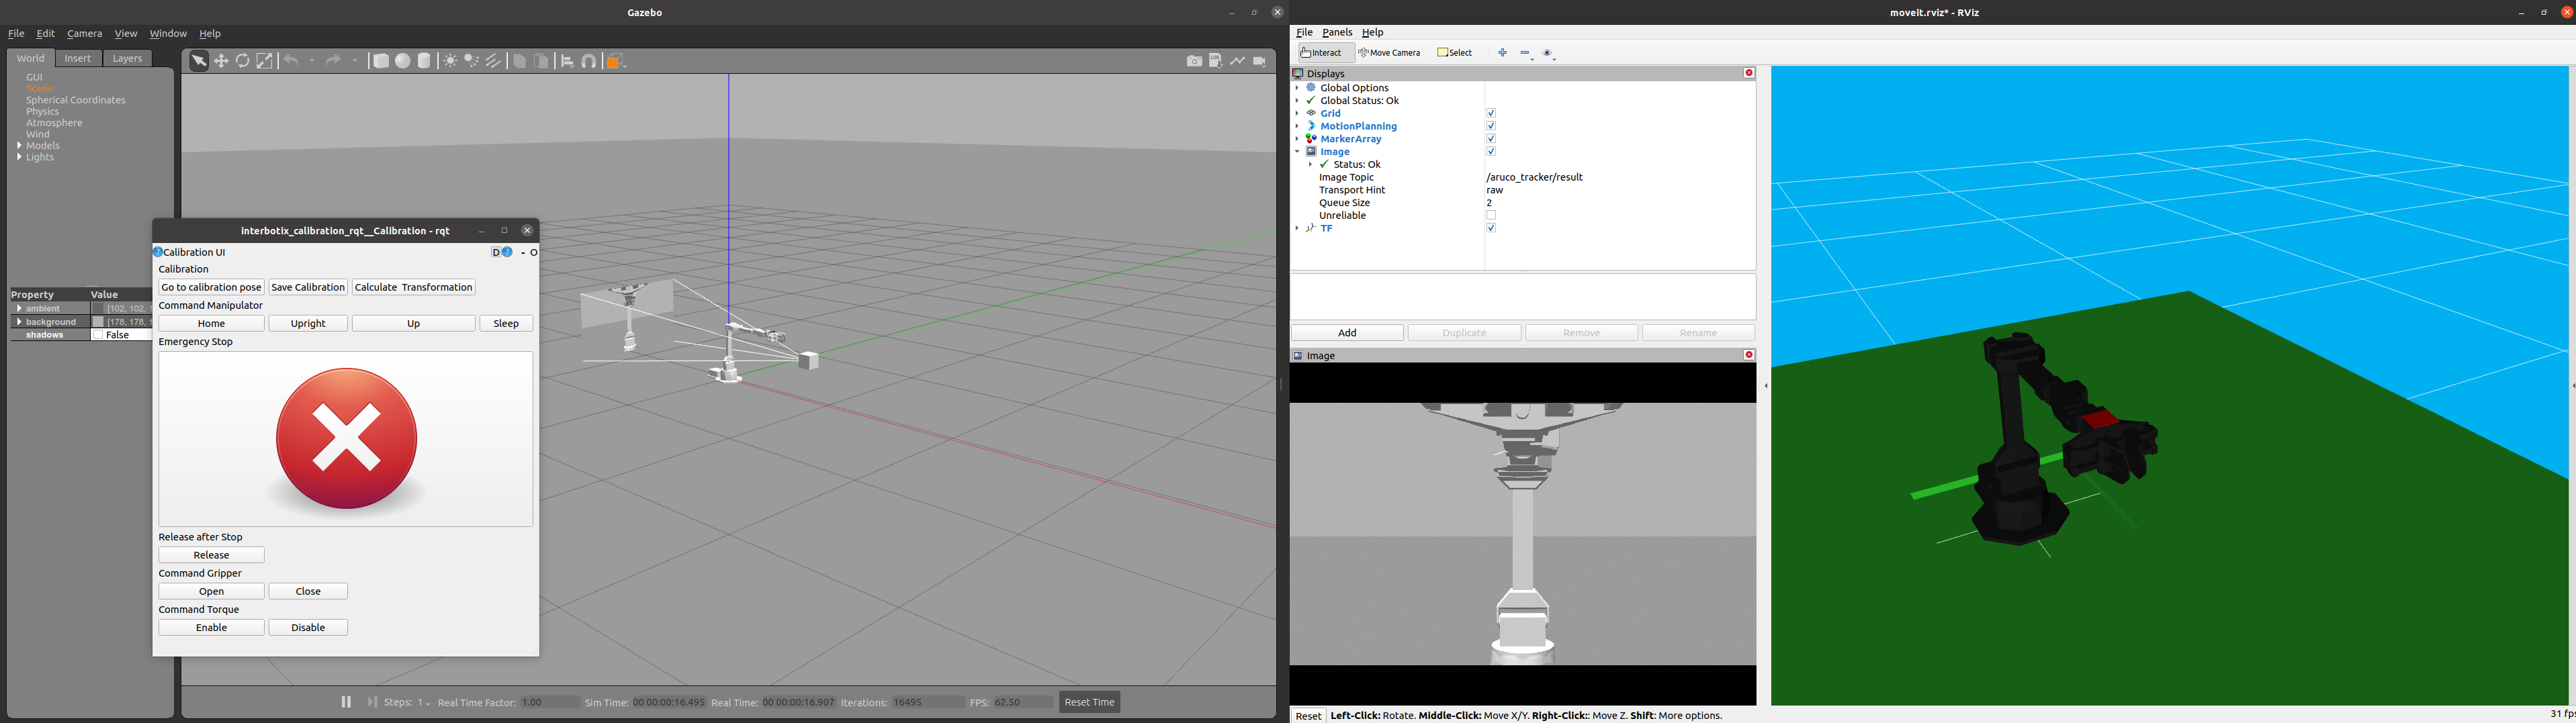 Gazebo
File Edit Camera View Window Help
World Insert Layers
GUI
Scene
Spherical Coordinates
Physics
Atmosphere
Wind
Models
Lights
Property Value
ambient [102, 102, 1
background [178, 178, 1
shadows False
interbotix_calibration_rqt__Calibration - rqt
Calibration UI
D - O
Calibration
Go to calibration pose Save Calibration Calculate Transformation
Command Manipulator
Home Upright Up Sleep
Emergency Stop
Release after Stop
Release
Command Gripper
Open Close
Command Torque
Enable Disable
Steps: 1 Real Time Factor: 1.00 Sim Time: 00 00:00:16.495 Real Time: 00 00:00:16.907 Iterations: 16495 FPS: 62.50 Reset Time
moveit.rviz* - RViz
File Panels Help
Interact Move Camera Select
Displays
Global Options
Global Status: Ok
Grid
MotionPlanning
MarkerArray
Image
Status: Ok
Image Topic /aruco_tracker/result
Transport Hint raw
Queue Size 2
Unreliable
TF
Add Duplicate Remove Rename
Image
Reset Left-Click: Rotate. Middle-Click: Move X/Y. Right-Click:: Move Z. Shift: More options.
31 fps